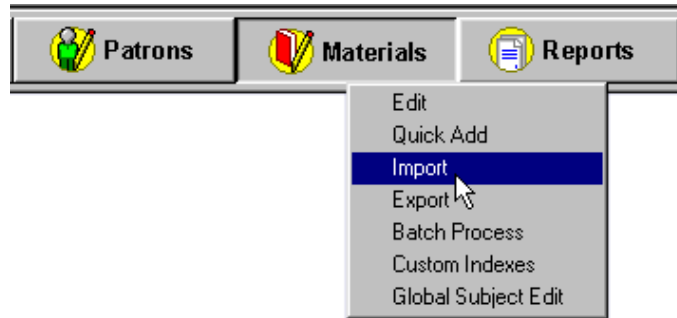 Patrons Materials Reports
Edit
Quick Add
Import
Export
Batch Process
Custom Indexes
Global Subject Edit